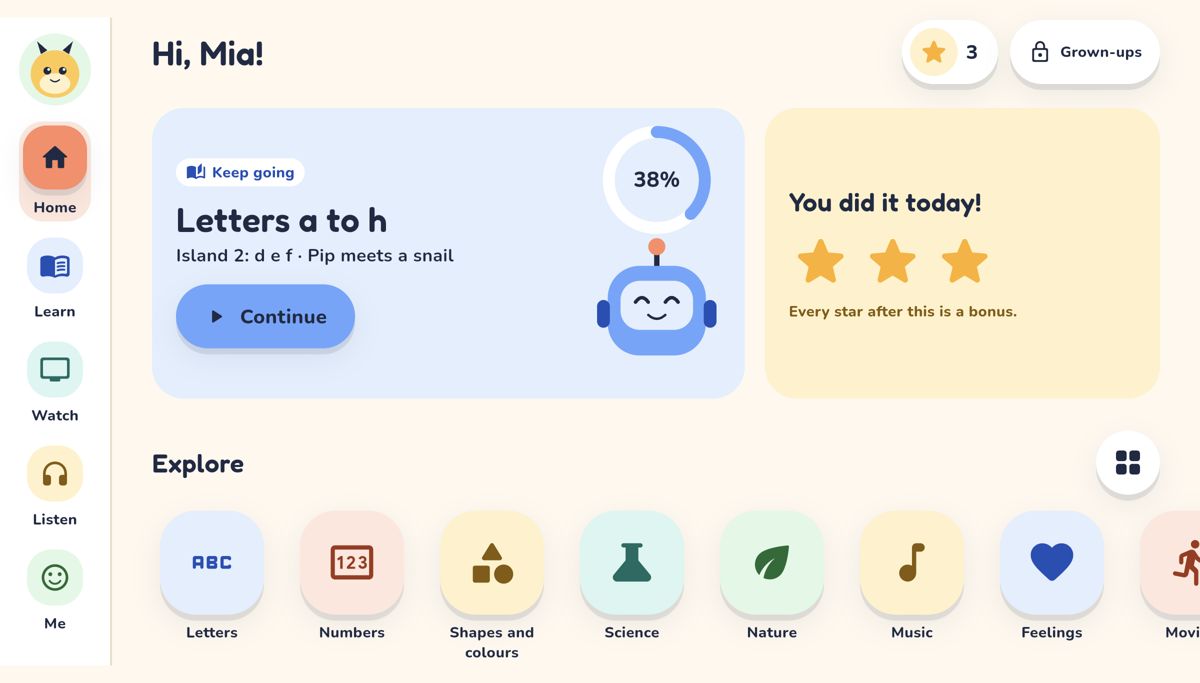 Hi, Mia!
3
Grown-ups
Home
Learn
Watch
Listen
Me
Keep going
Letters a to h
Island 2: d e f · Pip meets a snail
Continue
38%
You did it today!
Every star after this is a bonus.
Explore
ABC
Letters
123
Numbers
Shapes and
colours
Science
Nature
Music
Feelings
Movi